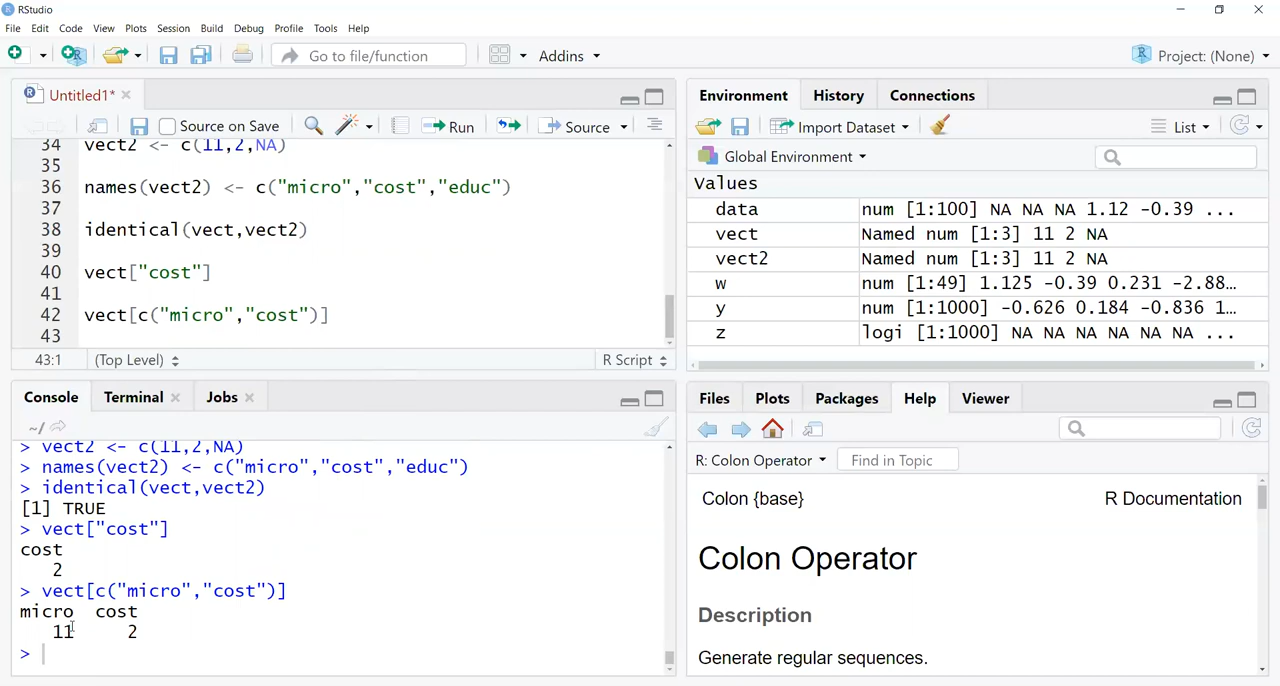 RStudio
File Edit Code View Plots Session Build Debug Profile Tools Help
Go to file/function Addins Project: (None)
Untitled1*
Source on Save Run Source
34 vect2 <- c(11,2,NA)
35
36 names(vect2) <- c("micro","cost","educ")
37
38 identical(vect,vect2)
39
40 vect["cost"]
41
42 vect[c("micro","cost")]
43
43:1 (Top Level) R Script
Console Terminal Jobs
~/
> vect2 <- c(11,2,NA)
> names(vect2) <- c("micro","cost","educ")
> identical(vect,vect2)
[1] TRUE
> vect["cost"]
cost
2
> vect[c("micro","cost")]
micro cost
11 2
>
Environment History Connections
Import Dataset List
Global Environment
Values
data num [1:100] NA NA NA 1.12 -0.39 ...
vect Named num [1:3] 11 2 NA
vect2 Named num [1:3] 11 2 NA
w num [1:49] 1.125 -0.39 0.231 -2.88…
y num [1:1000] -0.626 0.184 -0.836 1…
z logi [1:1000] NA NA NA NA NA NA ...
Files Plots Packages Help Viewer
R: Colon Operator Find in Topic
Colon {base} R Documentation
Colon Operator
Description
Generate regular sequences.